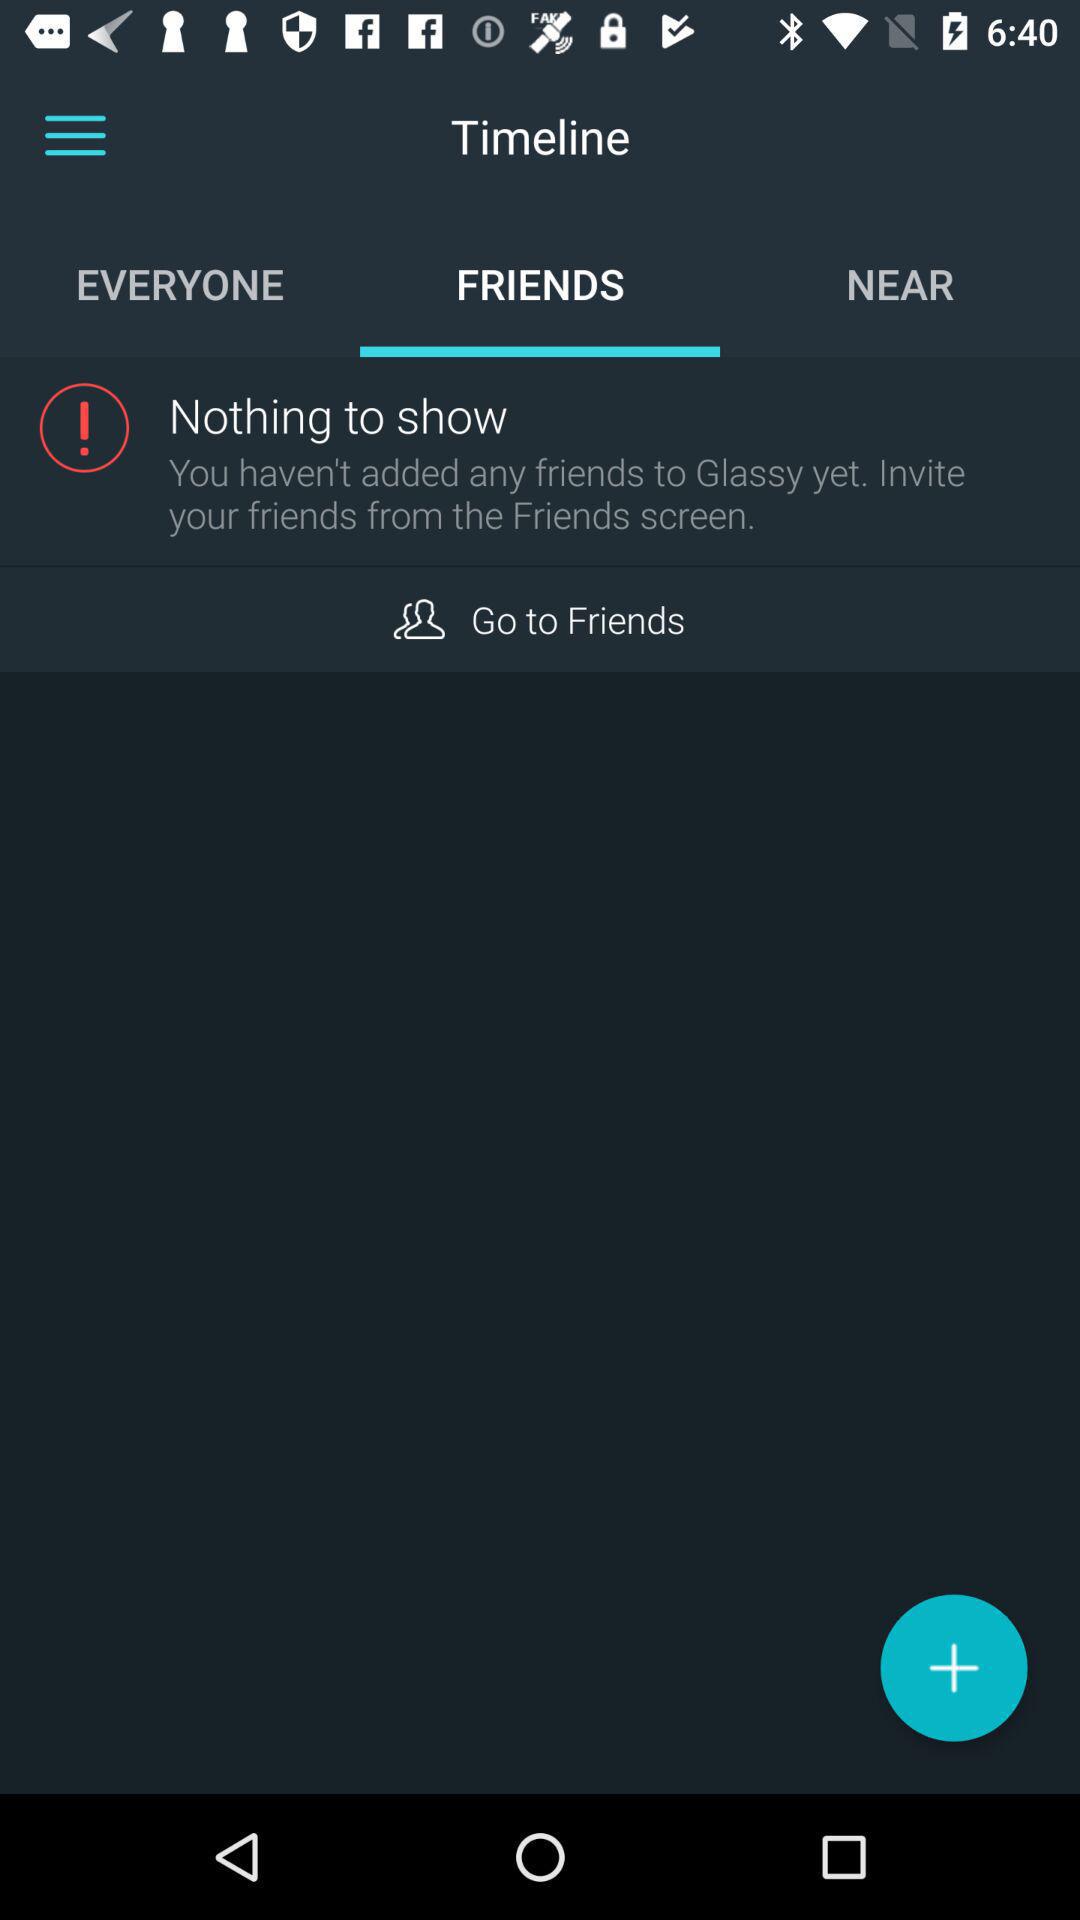 FAKE
6:40
Timeline
EVERYONE
FRIENDS
NEAR
Nothing to show
You haven't added any friends to Glassy yet. Invite
your friends from the Friends screen.
Go to Friends